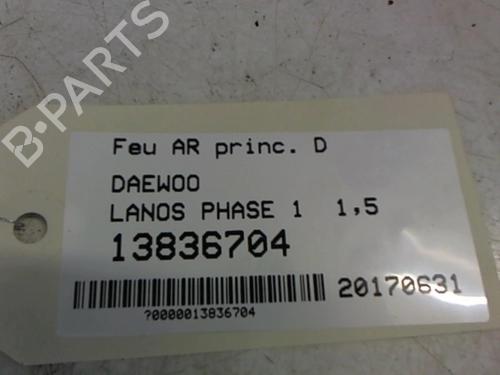 B-PARTS
Feu AR princ. D
DAEWOO
LANOS PHASE 1 1,5
13836704
20170631
?0000013836704